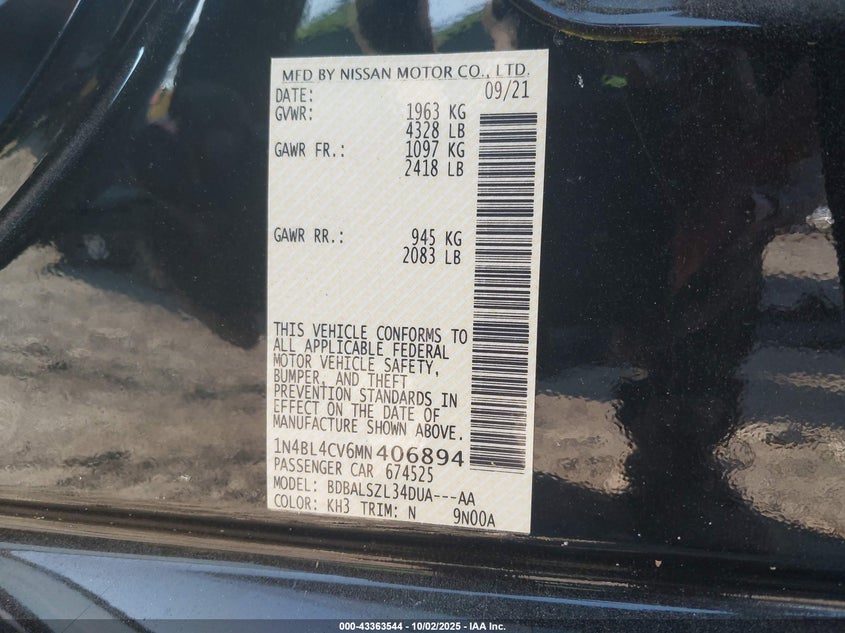 MFD BY NISSAN MOTOR CO., LTD.
DATE: 09/21
GVWR: 1963 KG
4328 LB
GAWR FR.: 1097 KG
2418 LB
GAWR RR.: 945 KG
2083 LB
THIS VEHICLE CONFORMS TO
ALL APPLICABLE FEDERAL
MOTOR VEHICLE SAFETY,
BUMPER, AND THEFT
PREVENTION STANDARDS IN
EFFECT ON THE DATE OF
MANUFACTURE SHOWN ABOVE.
1N4BL4CV6MN406894
PASSENGER CAR 674525
MODEL: BDBALSZL34DUA---AA
COLOR: KH3 TRIM: N 9N00A
000-43363544 - 10/02/2025 - IAA Inc.